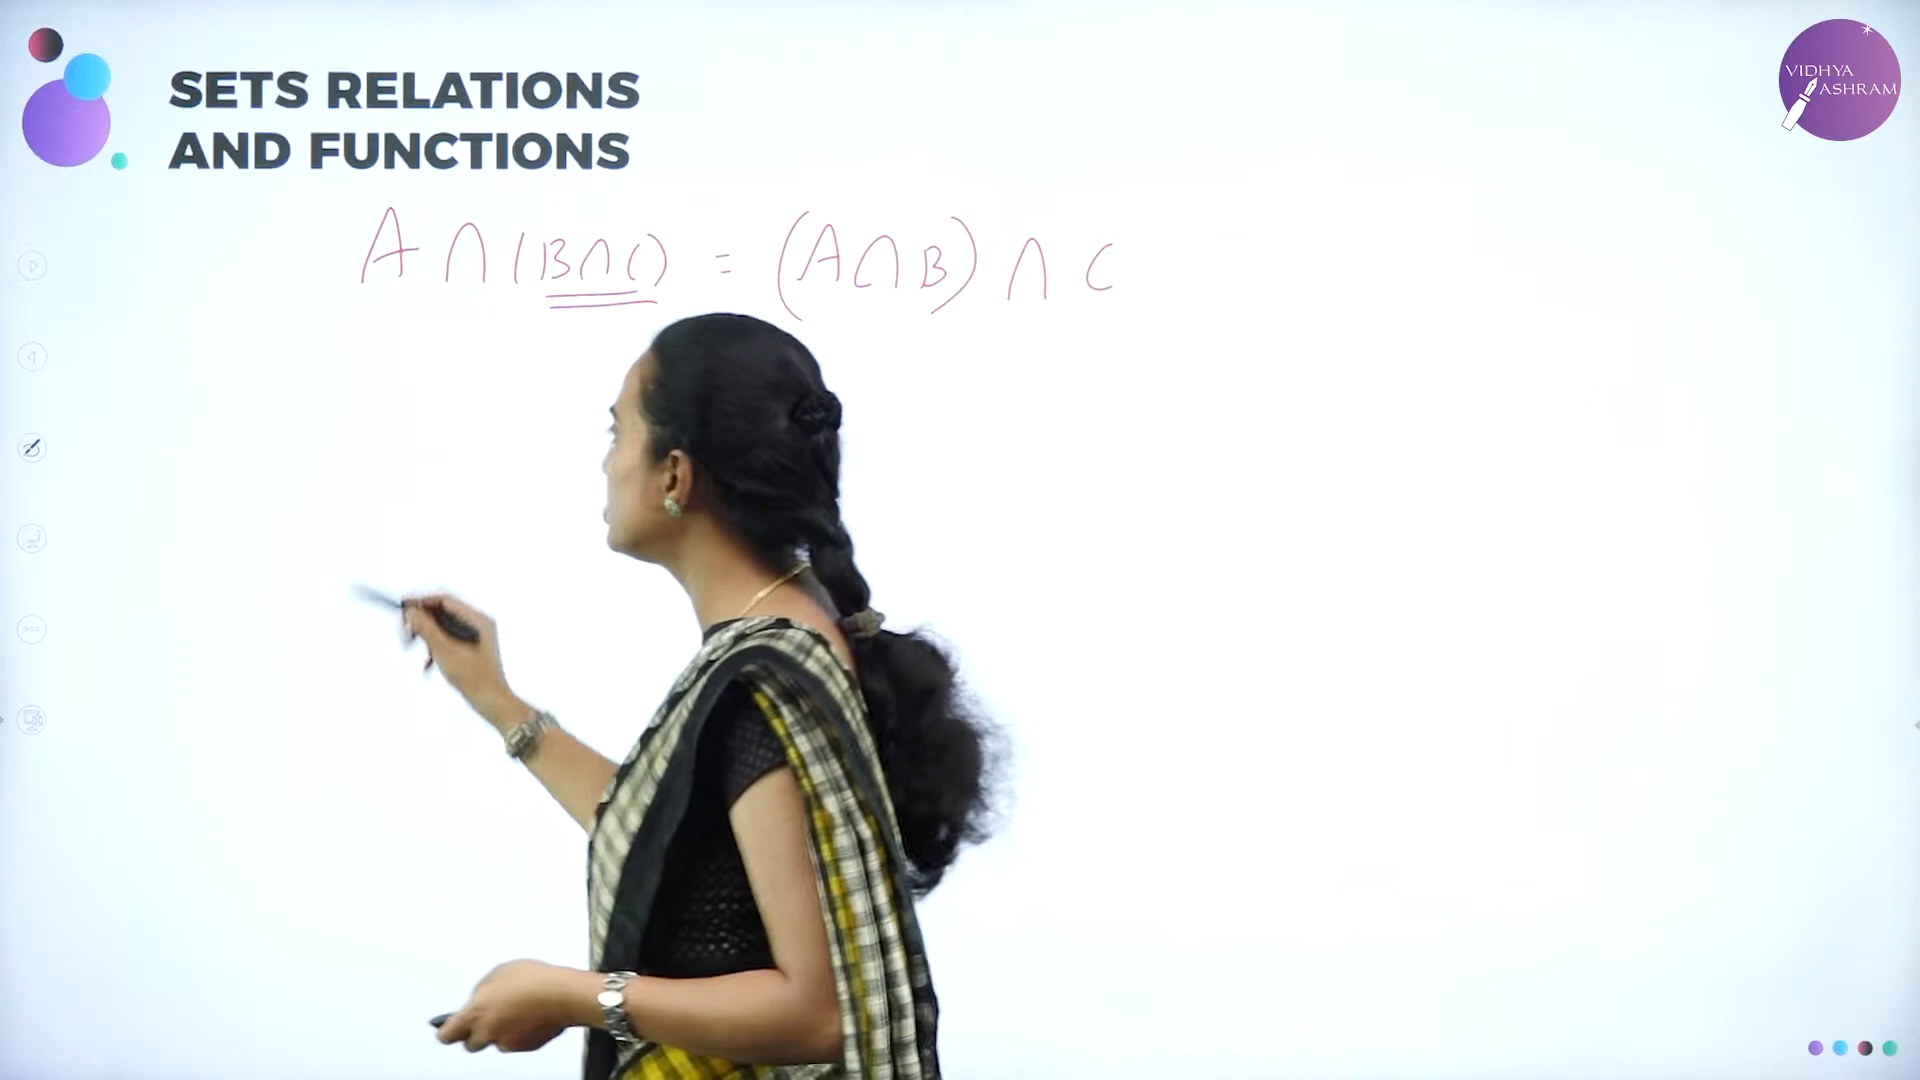 SETS RELATIONS
AND FUNCTIONS
VIDHYA
ASHRAM
A ∩ (B∩C) = (A∩B) ∩ C